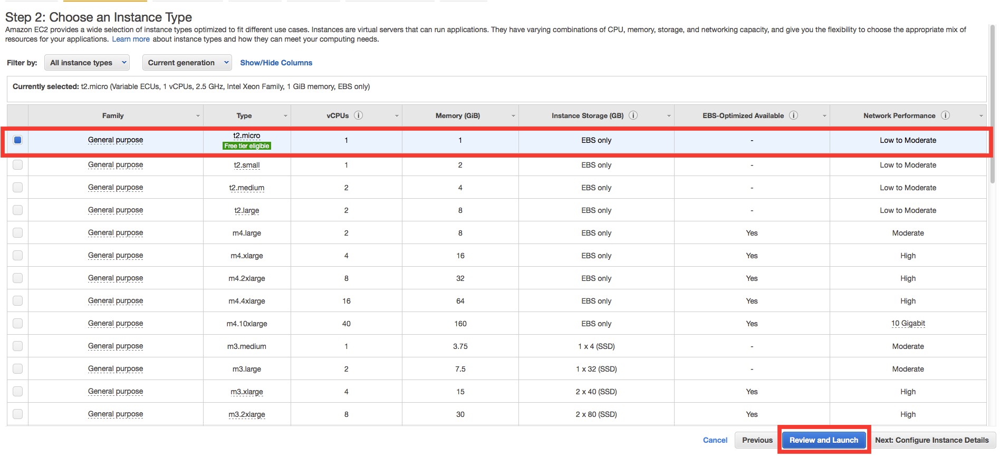 Step 2: Choose an Instance Type
Amazon EC2 provides a wide selection of instance types optimized to fit different use cases. Instances are virtual servers that can run applications. They have varying combinations of CPU, memory, storage, and networking capacity, and give you the flexibility to choose the appropriate mix of
resources for your applications. Learn more about instance types and how they can meet your computing needs.
Filter by: All instance types Current generation Show/Hide Columns
Currently selected: t2.micro (Variable ECUs, 1 vCPUs, 2.5 GHz, Intel Xeon Family, 1 GiB memory, EBS only)
Family Type vCPUs i Memory (GiB) Instance Storage (GB) i EBS-Optimized Available i Network Performance i
General purpose t2.micro 1 1 EBS only - Low to Moderate
Free tier eligible
General purpose t2.small 1 2 EBS only - Low to Moderate
General purpose t2.medium 2 4 EBS only - Low to Moderate
General purpose t2.large 2 8 EBS only - Low to Moderate
General purpose m4.large 2 8 EBS only Yes Moderate
General purpose m4.xlarge 4 16 EBS only Yes High
General purpose m4.2xlarge 8 32 EBS only Yes High
General purpose m4.4xlarge 16 64 EBS only Yes High
General purpose m4.10xlarge 40 160 EBS only Yes 10 Gigabit
General purpose m3.medium 1 3.75 1 x 4 (SSD) - Moderate
General purpose m3.large 2 7.5 1 x 32 (SSD) - Moderate
General purpose m3.xlarge 4 15 2 x 40 (SSD) Yes High
General purpose m3.2xlarge 8 30 2 x 80 (SSD) Yes High
Cancel Previous Review and Launch Next: Configure Instance Details